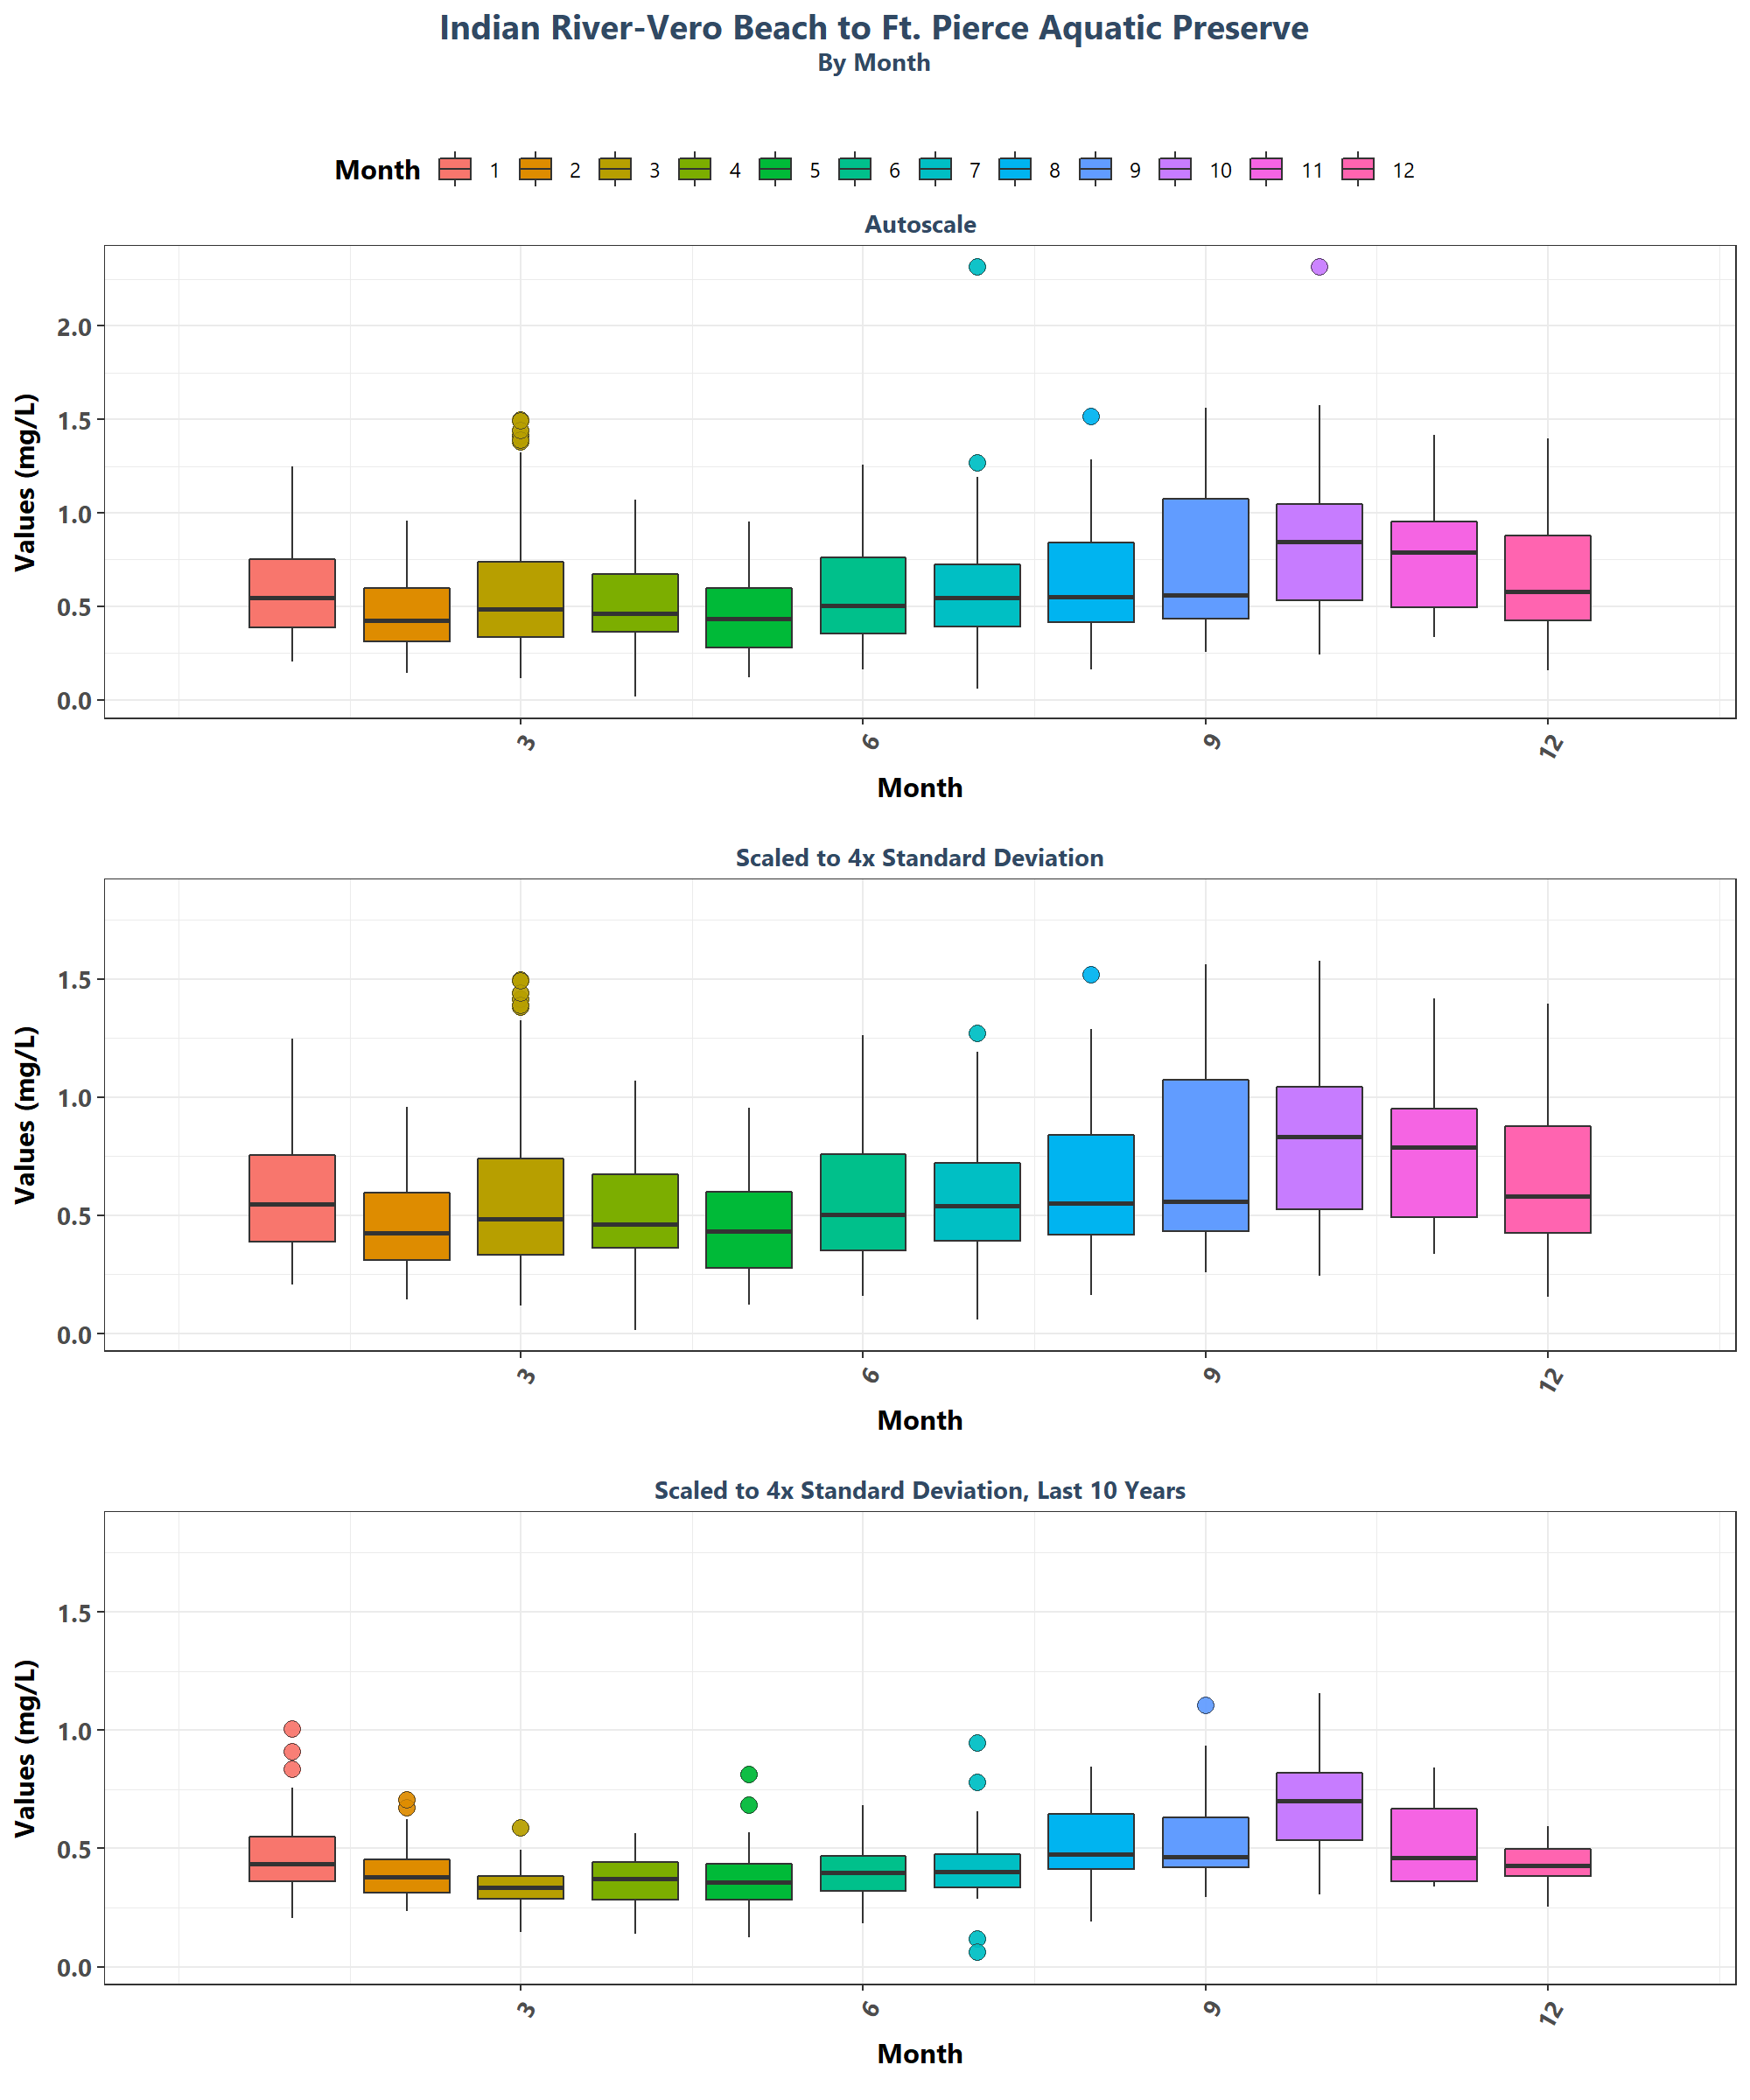 Indian River-Vero Beach to Ft. Pierce Aquatic Preserve
By Month
Month 1 2 3 4 5 6 7 8 9 10 11 12
Autoscale
Values (mg/L)
2.0
1.5
1.0
0.5
0.0
3 6 9 12
Month
Scaled to 4x Standard Deviation
Values (mg/L)
1.5
1.0
0.5
0.0
3 6 9 12
Month
Scaled to 4x Standard Deviation, Last 10 Years
Values (mg/L)
1.5
1.0
0.5
0.0
3 6 9 12
Month